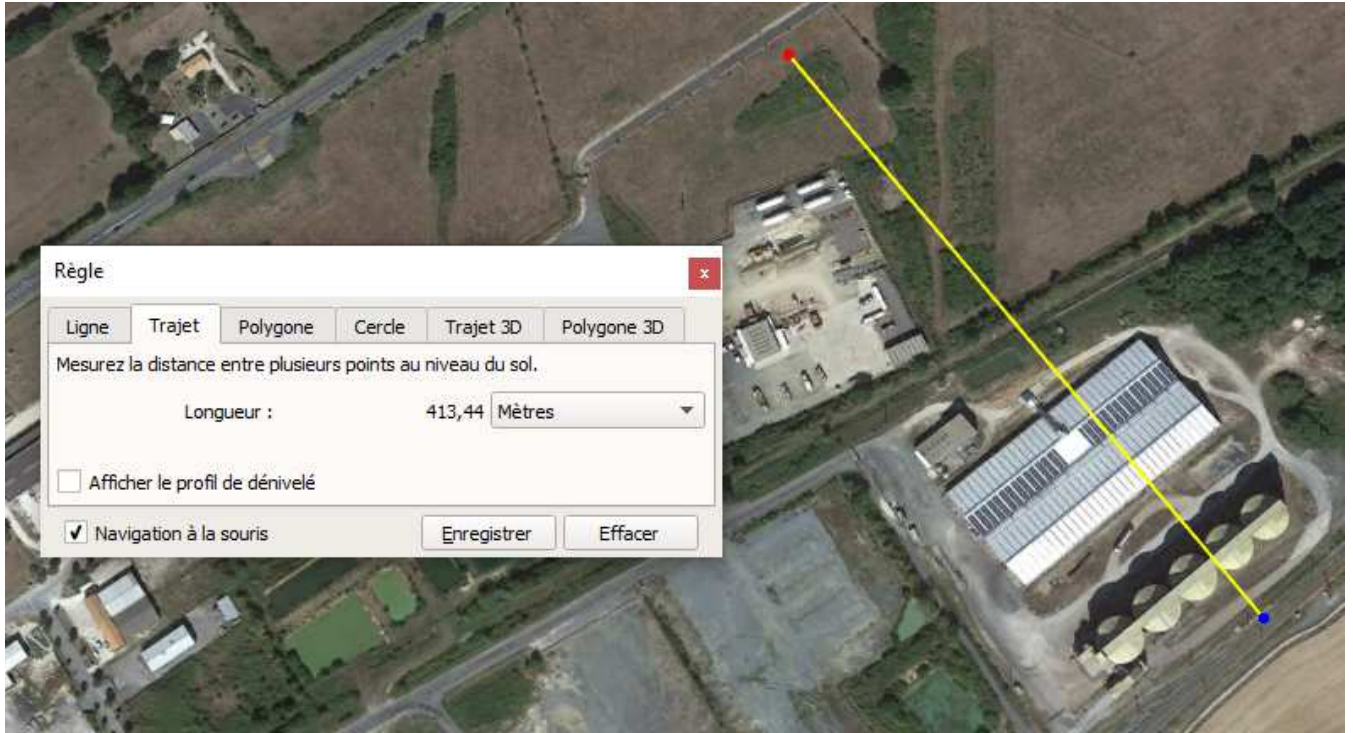 Règle
x
Ligne Trajet Polygone Cercle Trajet 3D Polygone 3D
Mesurez la distance entre plusieurs points au niveau du sol.
Longueur : 413,44 Mètres
Afficher le profil de dénivelé
Navigation à la souris Enregistrer Effacer